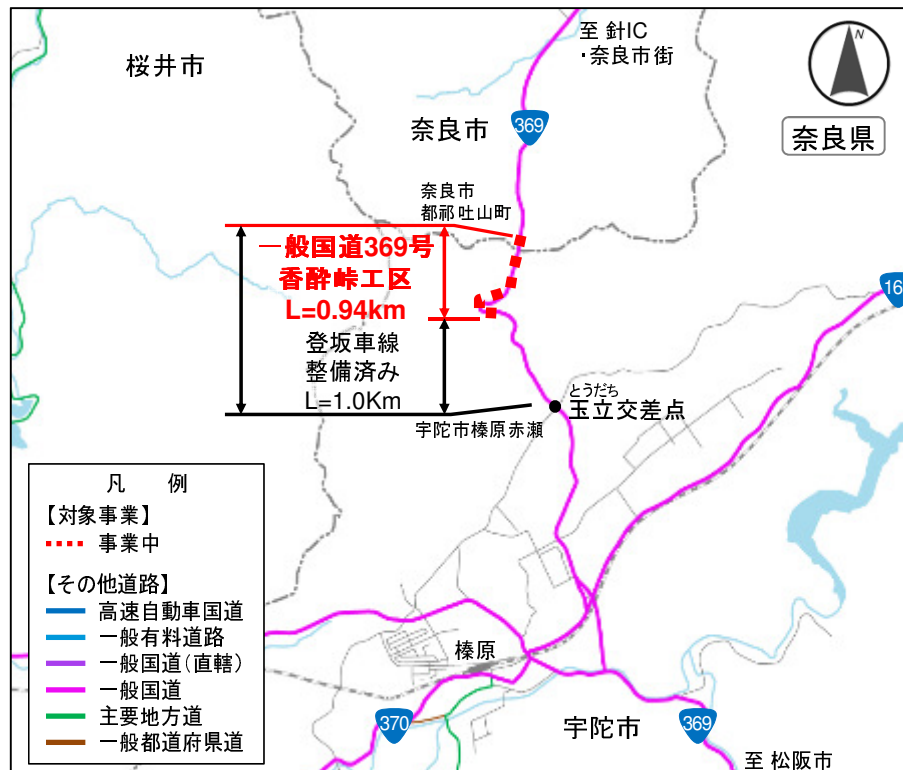 至 針IC
・奈良市街
N
桜井市
奈良市
369
奈良県
奈良市
都祁吐山町
一般国道369号
香酔峠工区
L=0.94km
登坂車線
整備済み
L=1.0Km
16
とうだち
玉立交差点
宇陀市榛原赤瀬
凡 例
【対象事業】
事業中
【その他道路】
高速自動車国道
一般有料道路
一般国道(直轄)
一般国道
主要地方道
一般都道府県道
榛原
370
宇陀市
369
至 松阪市